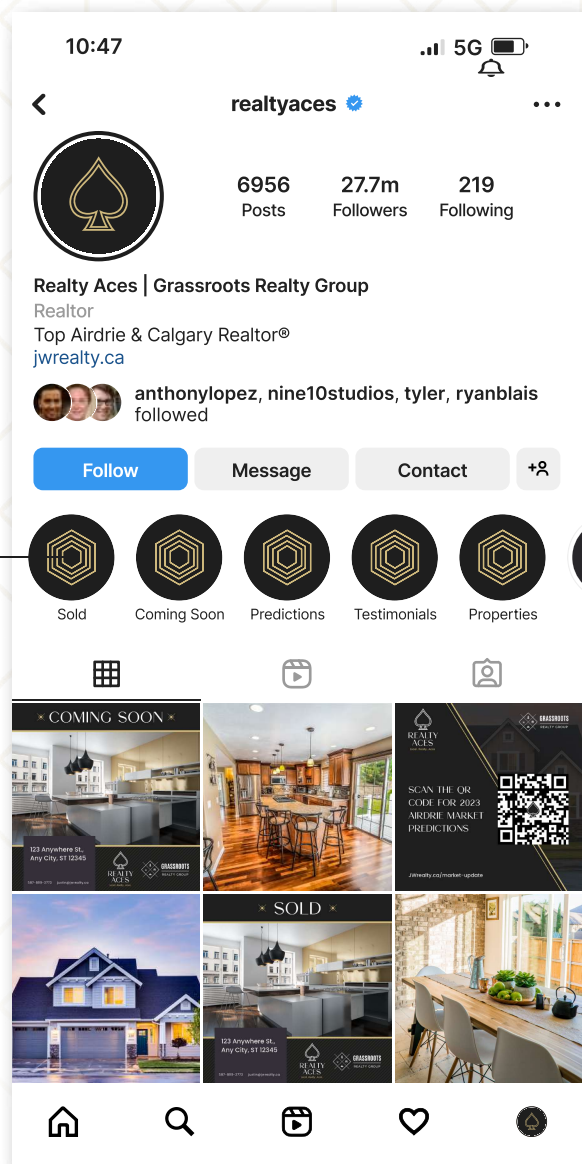 10:47
5G
realtyaces
6956
27.7m
219
Posts
Followers
Following
Realty Aces | Grassroots Realty Group
Realtor
Top Airdrie & Calgary Realtor®
jwrealty.ca
anthonylopez, nine10studios, tyler, ryanblais
followed
Follow
Message
Contact
Sold
Coming Soon
Predictions
Testimonials
Properties
COMING SOON
123 Anywhere St.,
Any City, ST 12345
REALTY
ACES
GRASSROOTS
REALTY GROUP
REALTY
ACES
GRASSROOTS
REALTY GROUP
SCAN THE QR
CODE FOR 2023
AIRDRIE MARKET
PREDICTIONS
JWrealty.ca/market-update
SOLD
123 Anywhere St.,
Any City, ST 12345
REALTY
ACES
GRASSROOTS
REALTY GROUP